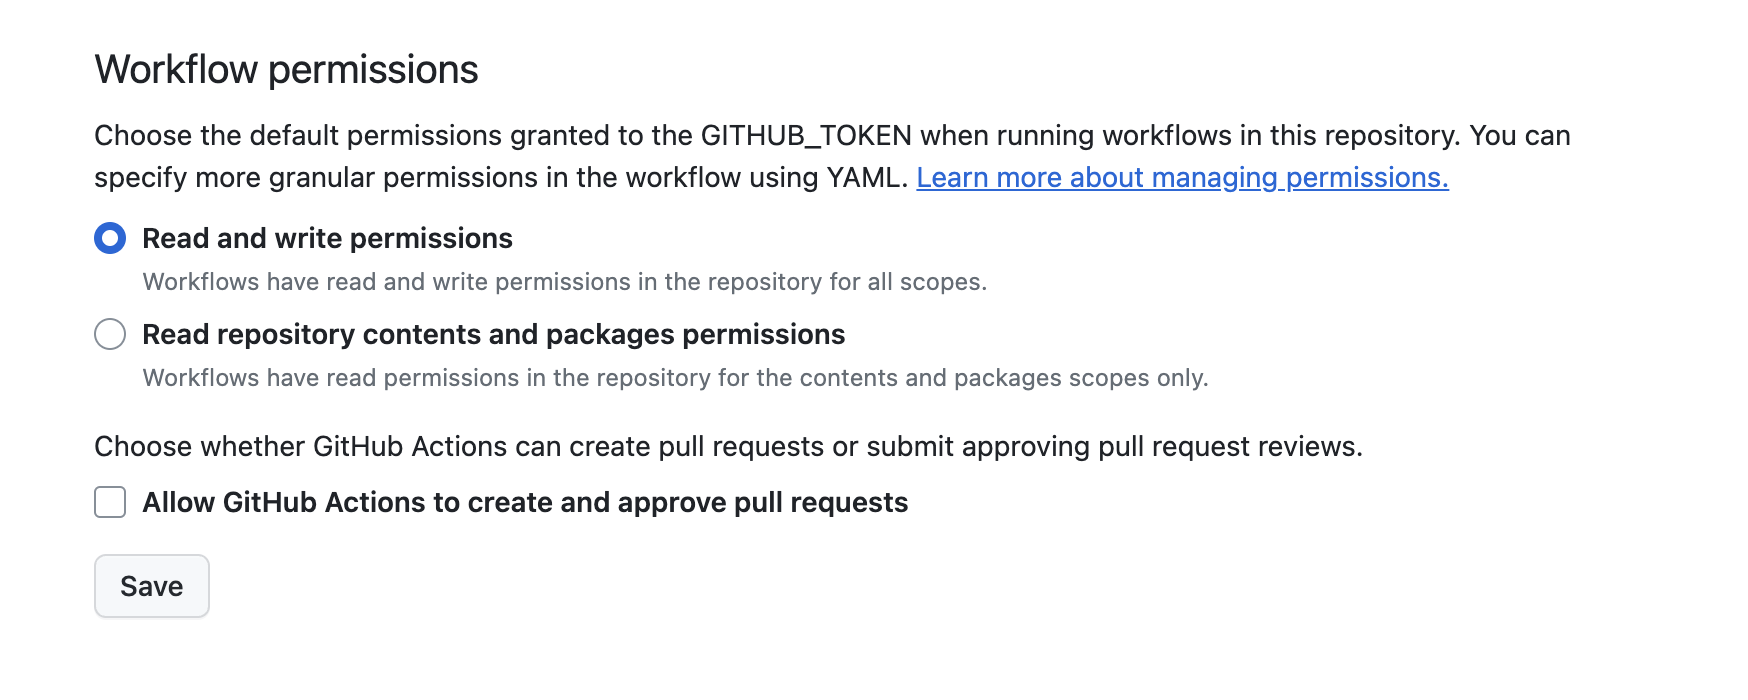 Workflow permissions
Choose the default permissions granted to the GITHUB_TOKEN when running workflows in this repository. You can
specify more granular permissions in the workflow using YAML. Learn more about managing permissions.
Read and write permissions
Workflows have read and write permissions in the repository for all scopes.
Read repository contents and packages permissions
Workflows have read permissions in the repository for the contents and packages scopes only.
Choose whether GitHub Actions can create pull requests or submit approving pull request reviews.
Allow GitHub Actions to create and approve pull requests
Save